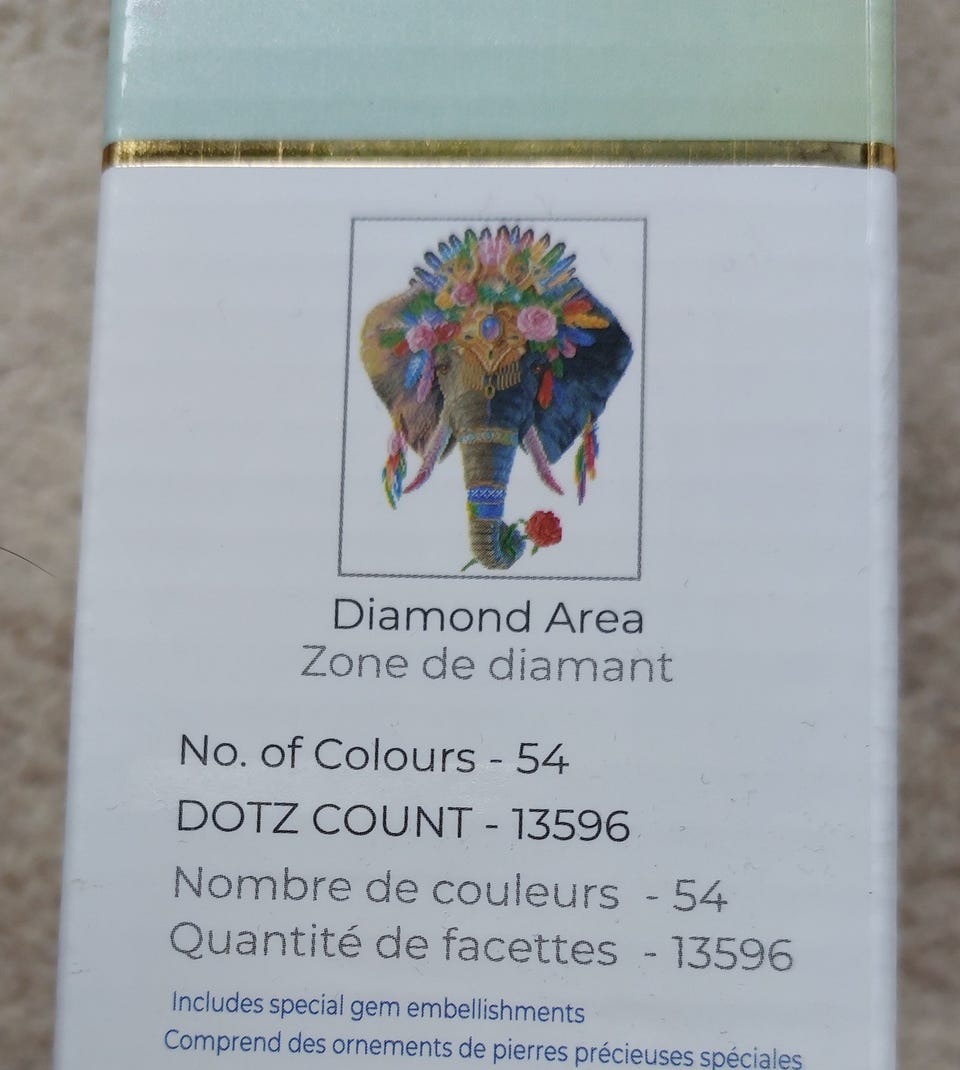 Diamond Area
Zone de diamant
No. of Colours - 54
DOTZ COUNT - 13596
Nombre de couleurs - 54
Quantité de facettes - 13596
Includes special gem embellishments
Comprend des ornements de pierres précieuses spéciales